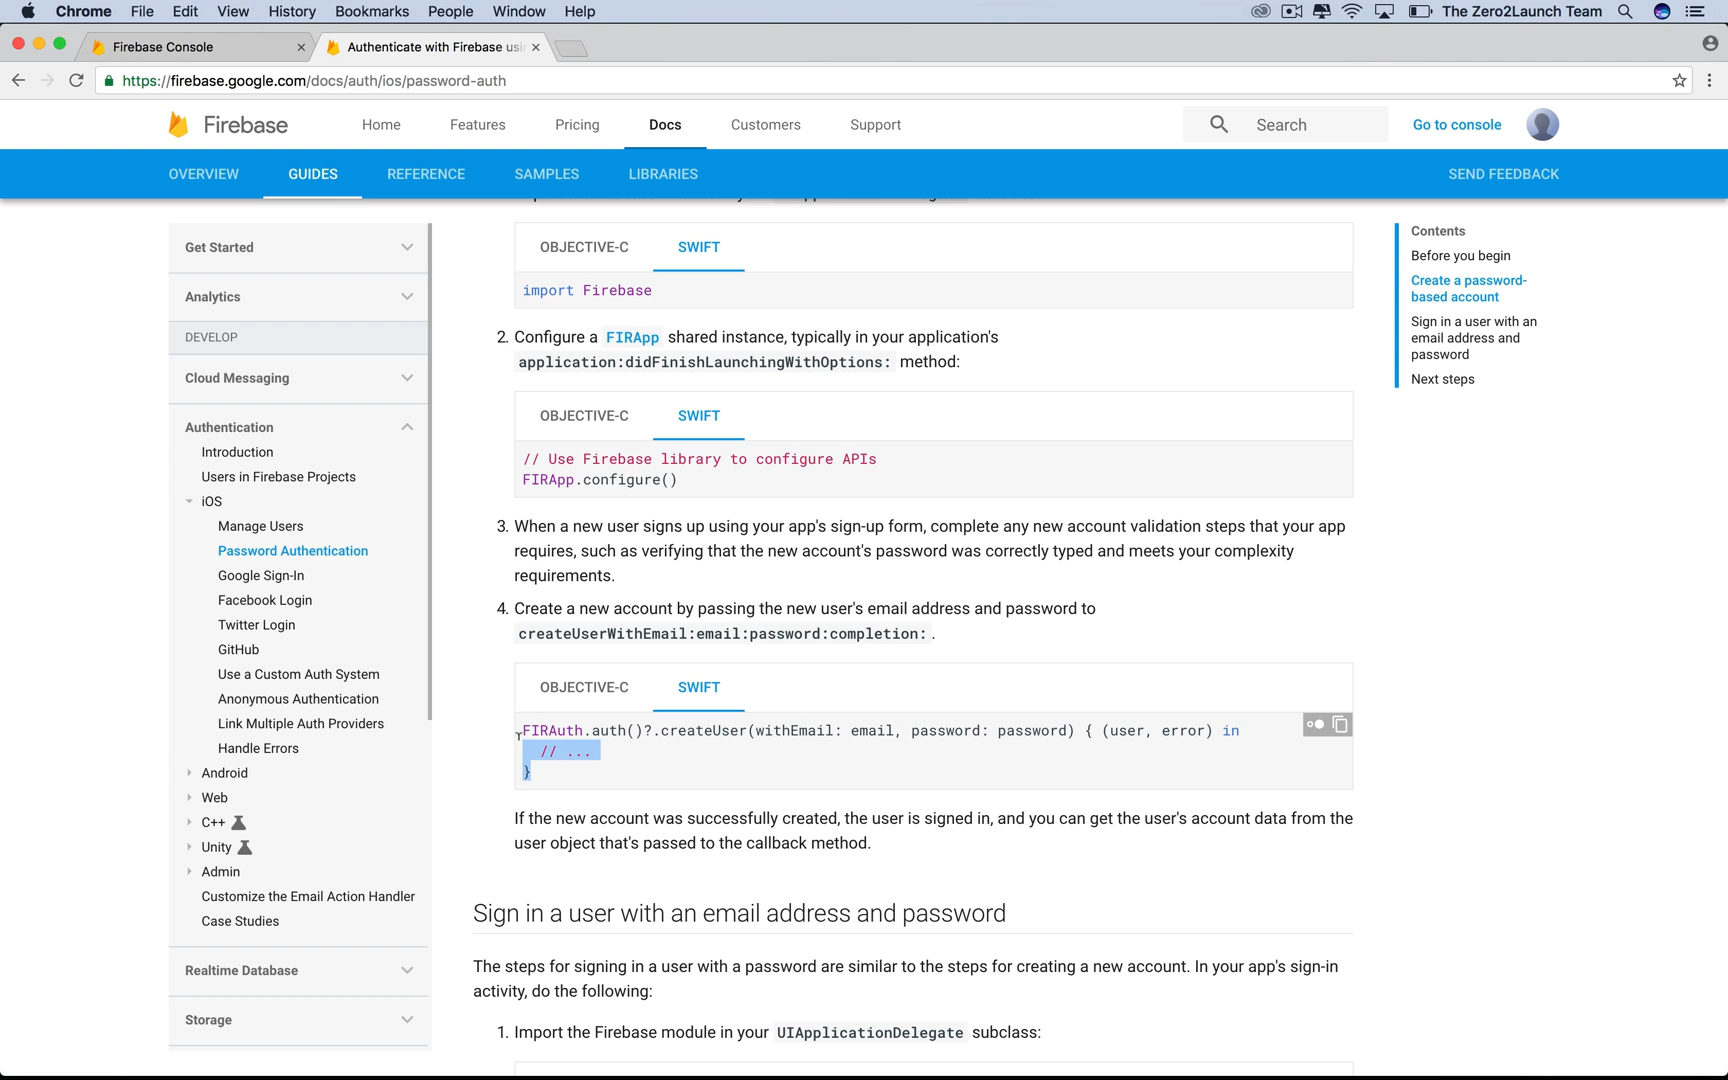 Chrome File Edit View History Bookmarks People Window Help The Zero2Launch Team
Firebase Console × Authenticate with Firebase usi ×
https://firebase.google.com/docs/auth/ios/password-auth
Firebase Home Features Pricing Docs Customers Support Search Go to console
OVERVIEW GUIDES REFERENCE SAMPLES LIBRARIES SEND FEEDBACK
Get Started
Analytics
DEVELOP
Cloud Messaging
Authentication
Introduction
Users in Firebase Projects
iOS
Manage Users
Password Authentication
Google Sign-In
Facebook Login
Twitter Login
GitHub
Use a Custom Auth System
Anonymous Authentication
Link Multiple Auth Providers
Handle Errors
Android
Web
C++
Unity
Admin
Customize the Email Action Handler
Case Studies
Realtime Database
Storage
OBJECTIVE-C SWIFT
import Firebase
2. Configure a FIRApp shared instance, typically in your application's
application:didFinishLaunchingWithOptions: method:
OBJECTIVE-C SWIFT
// Use Firebase library to configure APIs
FIRApp.configure()
3. When a new user signs up using your app's sign-up form, complete any new account validation steps that your app
requires, such as verifying that the new account's password was correctly typed and meets your complexity
requirements.
4. Create a new account by passing the new user's email address and password to
createUserWithEmail:email:password:completion: .
OBJECTIVE-C SWIFT
FIRAuth.auth()?.createUser(withEmail: email, password: password) { (user, error) in
// ...
}
If the new account was successfully created, the user is signed in, and you can get the user's account data from the
user object that's passed to the callback method.
Sign in a user with an email address and password
The steps for signing in a user with a password are similar to the steps for creating a new account. In your app's sign-in
activity, do the following:
1. Import the Firebase module in your UIApplicationDelegate subclass:
Contents
Before you begin
Create a password-
based account
Sign in a user with an
email address and
password
Next steps